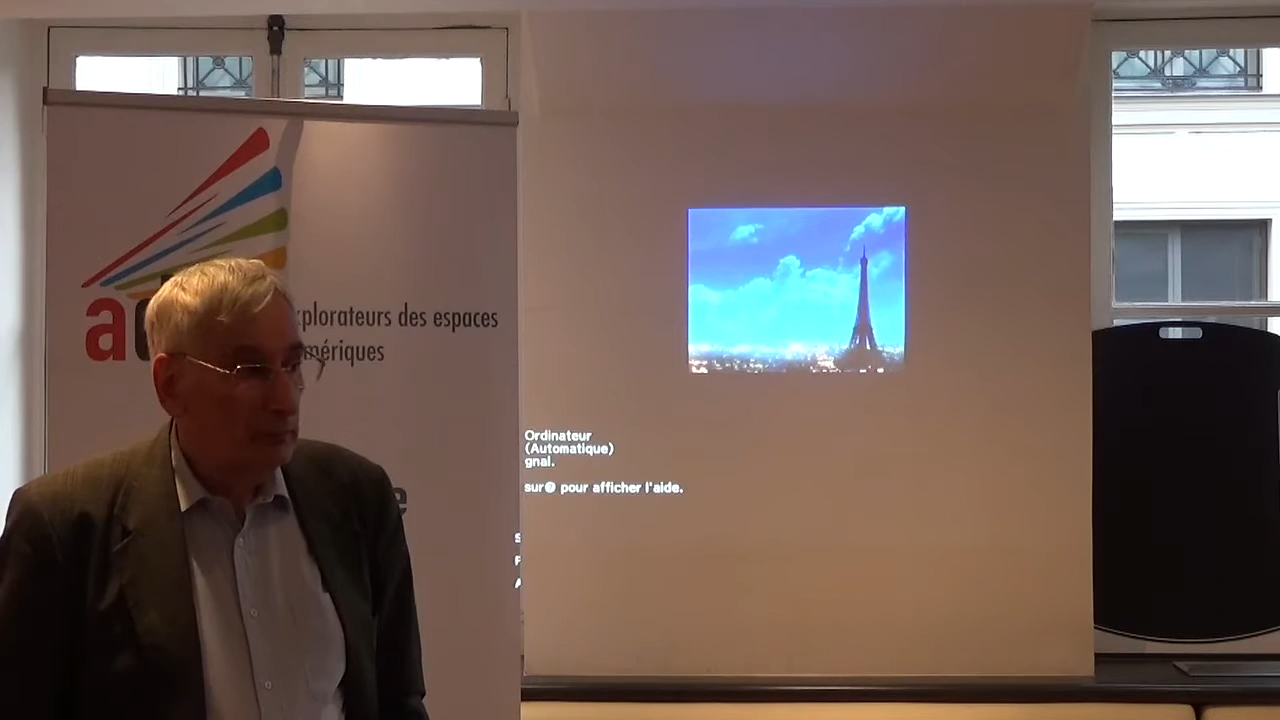 a
xplorateurs des espaces
mériques
e
Ordinateur
(Automatique)
gnal.
sur? pour afficher l'aide.
S
F
A